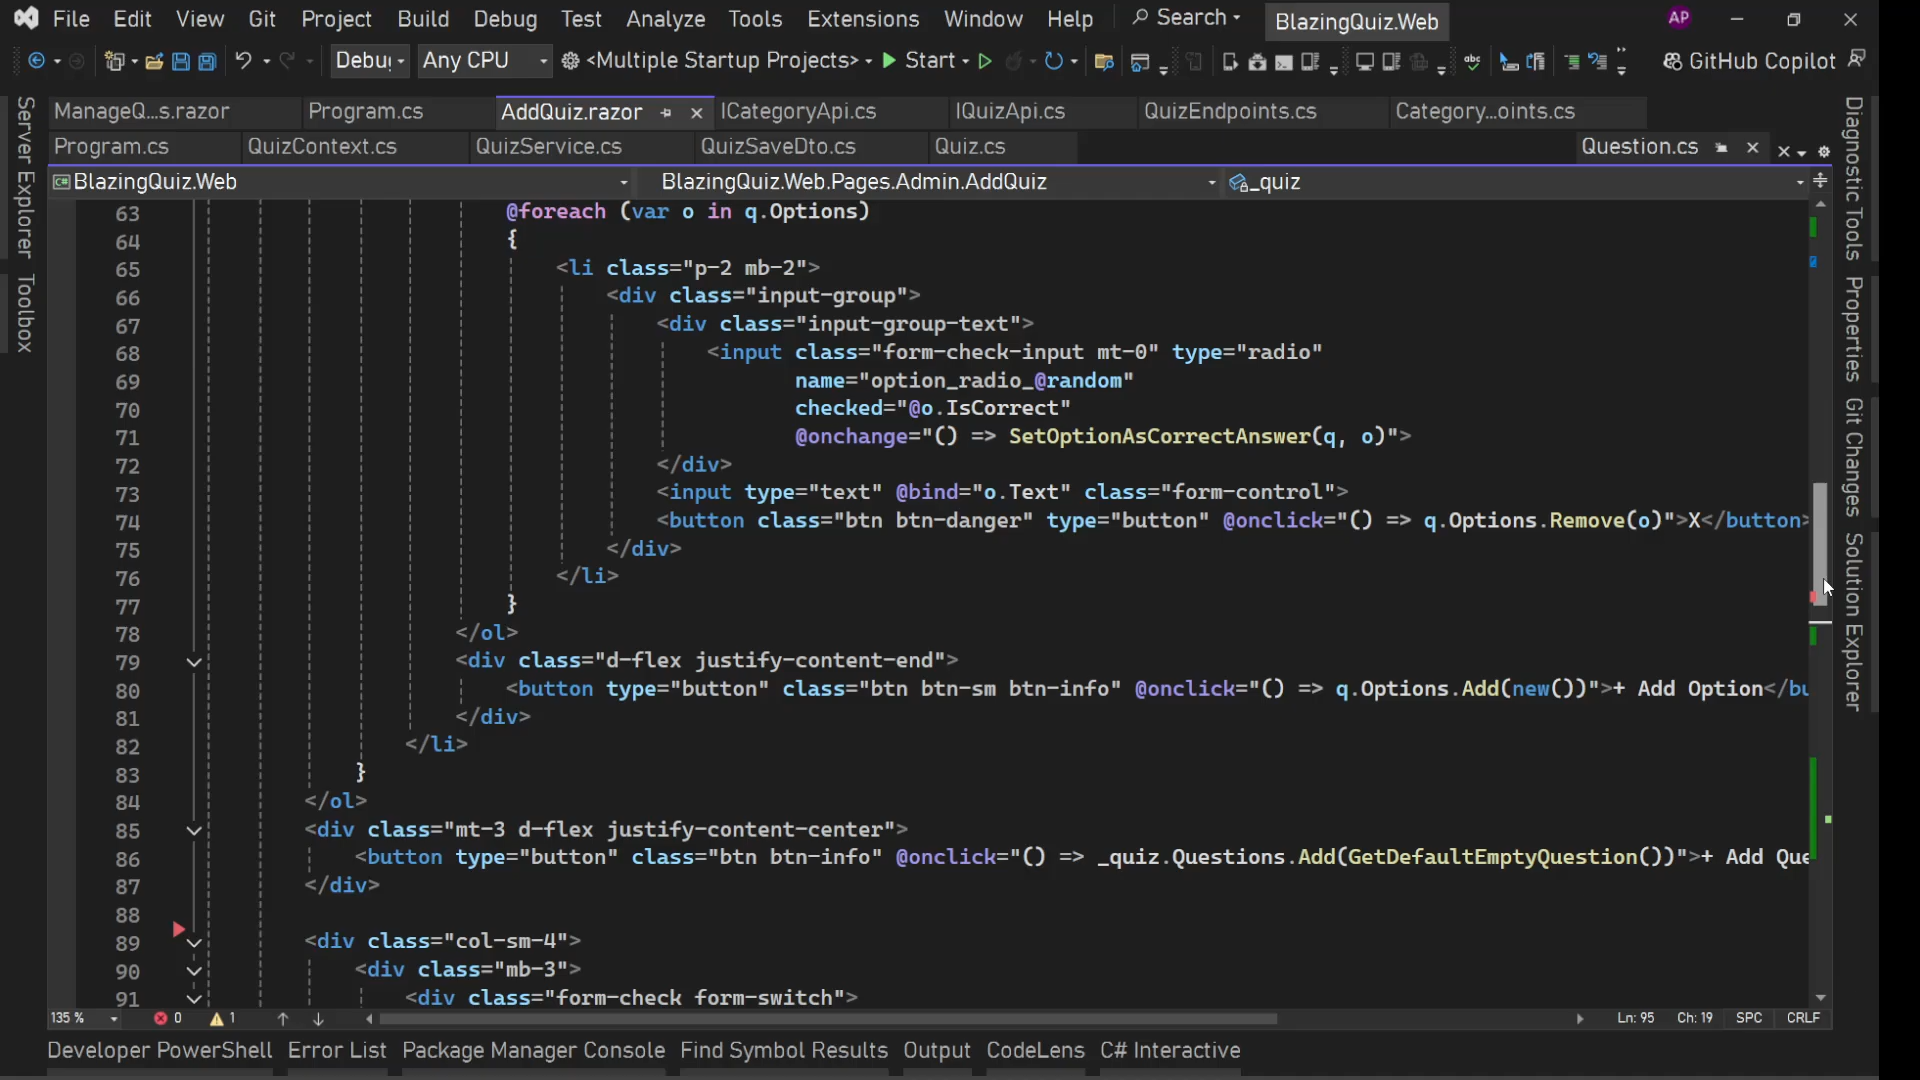 File Edit View Git Project Build Debug Test Analyze Tools Extensions Window Help Search BlazingQuiz.Web AP
Debug Any CPU <Multiple Startup Projects> Start GitHub Copilot
ManageQ...s.razor Program.cs AddQuiz.razor ICategoryApi.cs IQuizApi.cs QuizEndpoints.cs Category...oints.cs
Program.cs QuizContext.cs QuizService.cs QuizSaveDto.cs Quiz.cs Question.cs
BlazingQuiz.Web BlazingQuiz.Web.Pages.Admin.AddQuiz _quiz
Server Explorer
Toolbox
63 @foreach (var o in q.Options)
64 {
65 <li class="p-2 mb-2">
66 <div class="input-group">
67 <div class="input-group-text">
68 <input class="form-check-input mt-0" type="radio"
69 name="option_radio_@random"
70 checked="@o.IsCorrect"
71 @onchange="() => SetOptionAsCorrectAnswer(q, o)">
72 </div>
73 <input type="text" @bind="o.Text" class="form-control">
74 <button class="btn btn-danger" type="button" @onclick="() => q.Options.Remove(o)">X</button>
75 </div>
76 </li>
77 }
78 </ol>
79 <div class="d-flex justify-content-end">
80 <button type="button" class="btn btn-sm btn-info" @onclick="() => q.Options.Add(new())">+ Add Option</bu
81 </div>
82 </li>
83 }
84 </ol>
85 <div class="mt-3 d-flex justify-content-center">
86 <button type="button" class="btn btn-info" @onclick="() => _quiz.Questions.Add(GetDefaultEmptyQuestion())">+ Add Que
87 </div>
88
89 <div class="col-sm-4">
90 <div class="mb-3">
91 <div class="form-check form-switch">
Diagnostic Tools
Properties
Git Changes
Solution Explorer
135 % 0 1 Ln: 95 Ch: 19 SPC CRLF
Developer PowerShell Error List Package Manager Console Find Symbol Results Output CodeLens C# Interactive